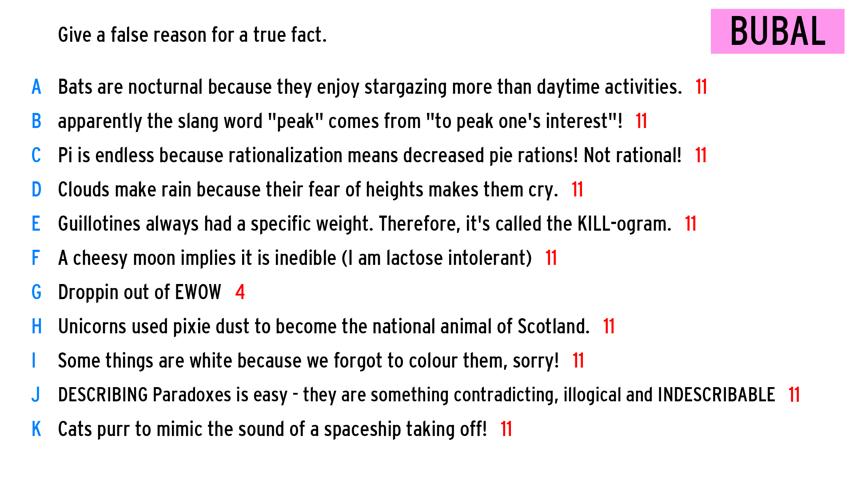 Give a false reason for a true fact.
BUBAL
A Bats are nocturnal because they enjoy stargazing more than daytime activities. 11
B apparently the slang word "peak" comes from "to peak one's interest"! 11
C Pi is endless because rationalization means decreased pie rations! Not rational! 11
D Clouds make rain because their fear of heights makes them cry. 11
E Guillotines always had a specific weight. Therefore, it's called the KILL-ogram. 11
F A cheesy moon implies it is inedible (I am lactose intolerant) 11
G Droppin out of EWOW 4
H Unicorns used pixie dust to become the national animal of Scotland. 11
I Some things are white because we forgot to colour them, sorry! 11
J DESCRIBING Paradoxes is easy - they are something contradicting, illogical and INDESCRIBABLE 11
K Cats purr to mimic the sound of a spaceship taking off! 11